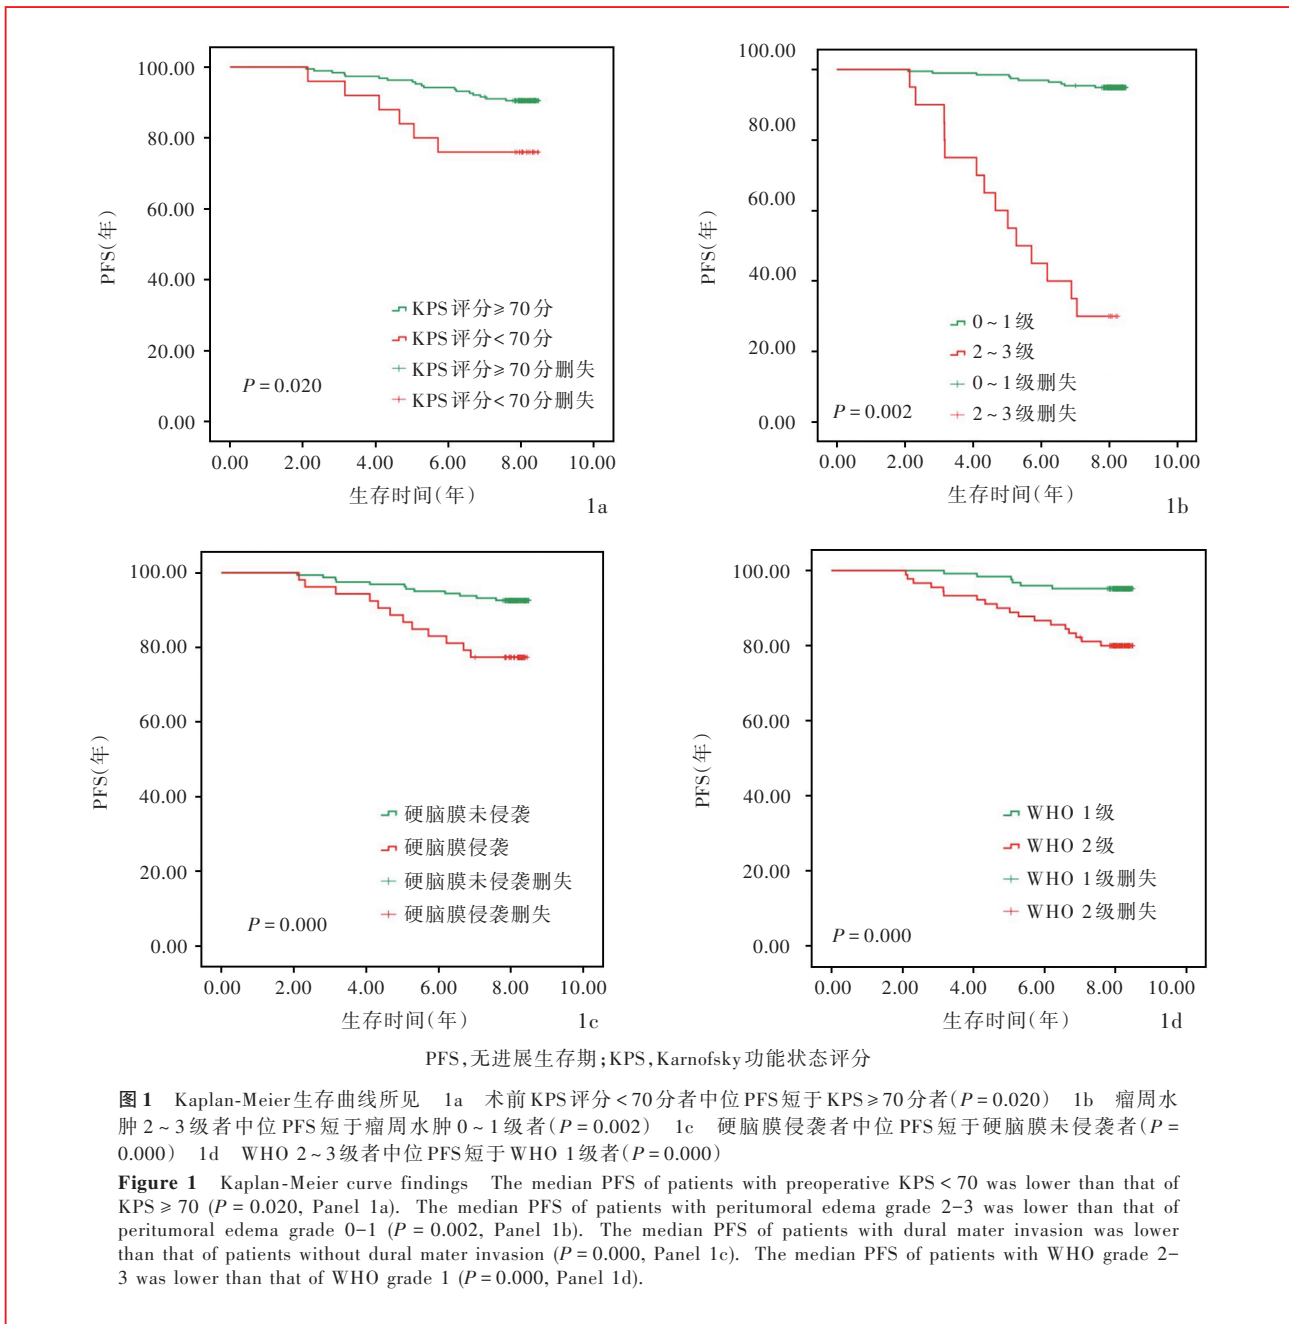 100.00
80.00
60.00
40.00
20.00
0.00
PFS(年)
KPS评分≥70分
KPS评分<70分
KPS评分≥70分删失
KPS评分<70分删失
P=0.020
0.00 2.00 4.00 6.00 8.00 10.00
生存时间(年)
1a
100.00
80.00
60.00
40.00
20.00
0.00
PFS(年)
0~1级
2~3级
0~1级删失
2~3级删失
P=0.002
0.00 2.00 4.00 6.00 8.00 10.00
生存时间(年)
1b
100.00
80.00
60.00
40.00
20.00
0.00
PFS(年)
硬脑膜未侵袭
硬脑膜侵袭
硬脑膜未侵袭删失
硬脑膜侵袭删失
P=0.000
0.00 2.00 4.00 6.00 8.00 10.00
生存时间(年)
1c
100.00
80.00
60.00
40.00
20.00
0.00
PFS(年)
WHO 1级
WHO 2级
WHO 1级删失
WHO 2级删失
P=0.000
0.00 2.00 4.00 6.00 8.00 10.00
生存时间(年)
1d
PFS,无进展生存期;KPS,Karnofsky功能状态评分
图1 Kaplan-Meier生存曲线所见 1a 术前KPS评分<70分者中位PFS短于KPS≥70分者(P=0.020) 1b 瘤周水
肿2~3级者中位PFS短于瘤周水肿0~1级者(P=0.002) 1c 硬脑膜侵袭者中位PFS短于硬脑膜未侵袭者(P=
0.000) 1d WHO 2~3级者中位PFS短于WHO 1级者(P=0.000)
Figure 1 Kaplan-Meier curve findings The median PFS of patients with preoperative KPS<70 was lower than that of
KPS≥70 (P=0.020, Panel 1a). The median PFS of patients with peritumoral edema grade 2-3 was lower than that of
peritumoral edema grade 0-1 (P=0.002, Panel 1b). The median PFS of patients with dural mater invasion was lower
than that of patients without dural mater invasion (P=0.000, Panel 1c). The median PFS of patients with WHO grade 2-
3 was lower than that of WHO grade 1 (P=0.000, Panel 1d).